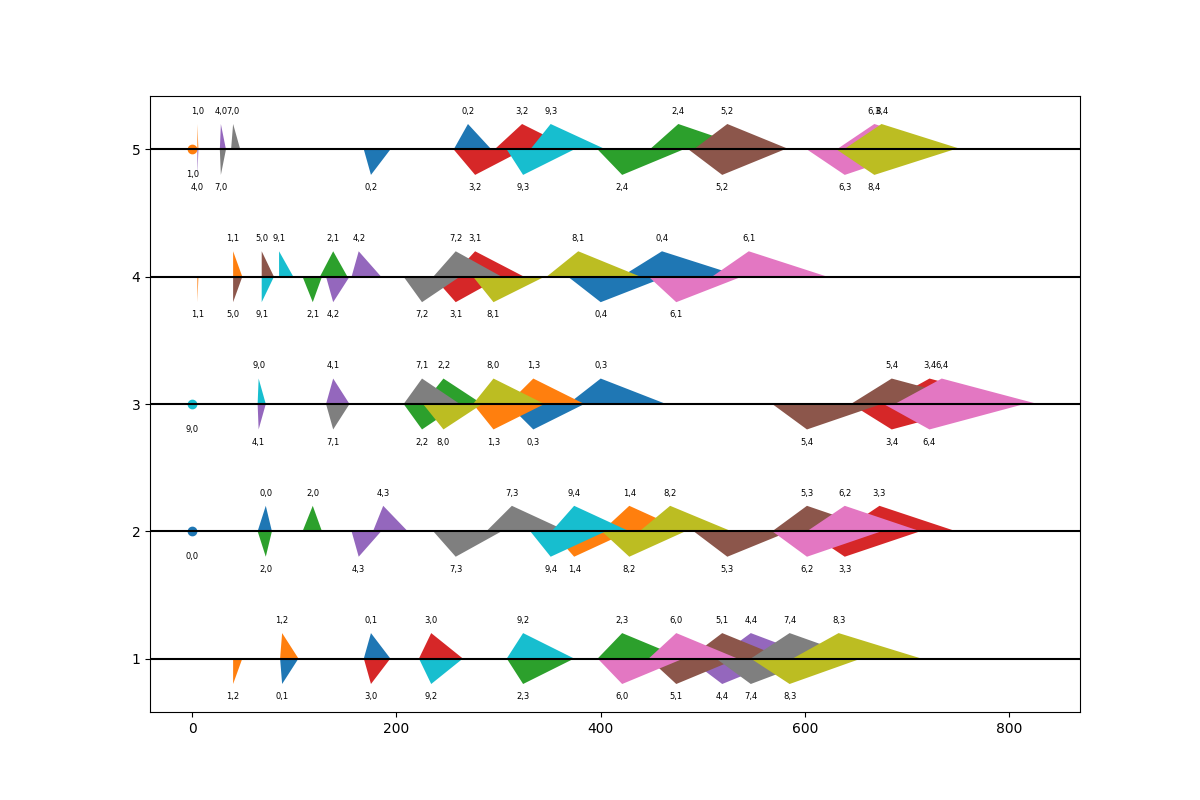 1,0 4,0 7,0 0,2 3,2 9,3 2,4 5,2 6,3 8,4
5
1,0
4,0 7,0 0,2 3,2 9,3 2,4 5,2 6,3 8,4
1,1 5,0 9,1 2,1 4,2 7,2 3,1 8,1 0,4 6,1
4
1,1 5,0 9,1 2,1 4,2 7,2 3,1 8,1 0,4 6,1
9,0 4,1 7,1 2,2 8,0 1,3 0,3 5,4 3,4 6,4
3
9,0
4,1 7,1 2,2 8,0 1,3 0,3 5,4 3,4 6,4
0,0 2,0 4,3 7,3 9,4 1,4 8,2 5,3 6,2 3,3
2
0,0
2,0 4,3 7,3 9,4 1,4 8,2 5,3 6,2 3,3
1,2 0,1 3,0 9,2 2,3 6,0 5,1 4,4 7,4 8,3
1
1,2 0,1 3,0 9,2 2,3 6,0 5,1 4,4 7,4 8,3
0 200 400 600 800